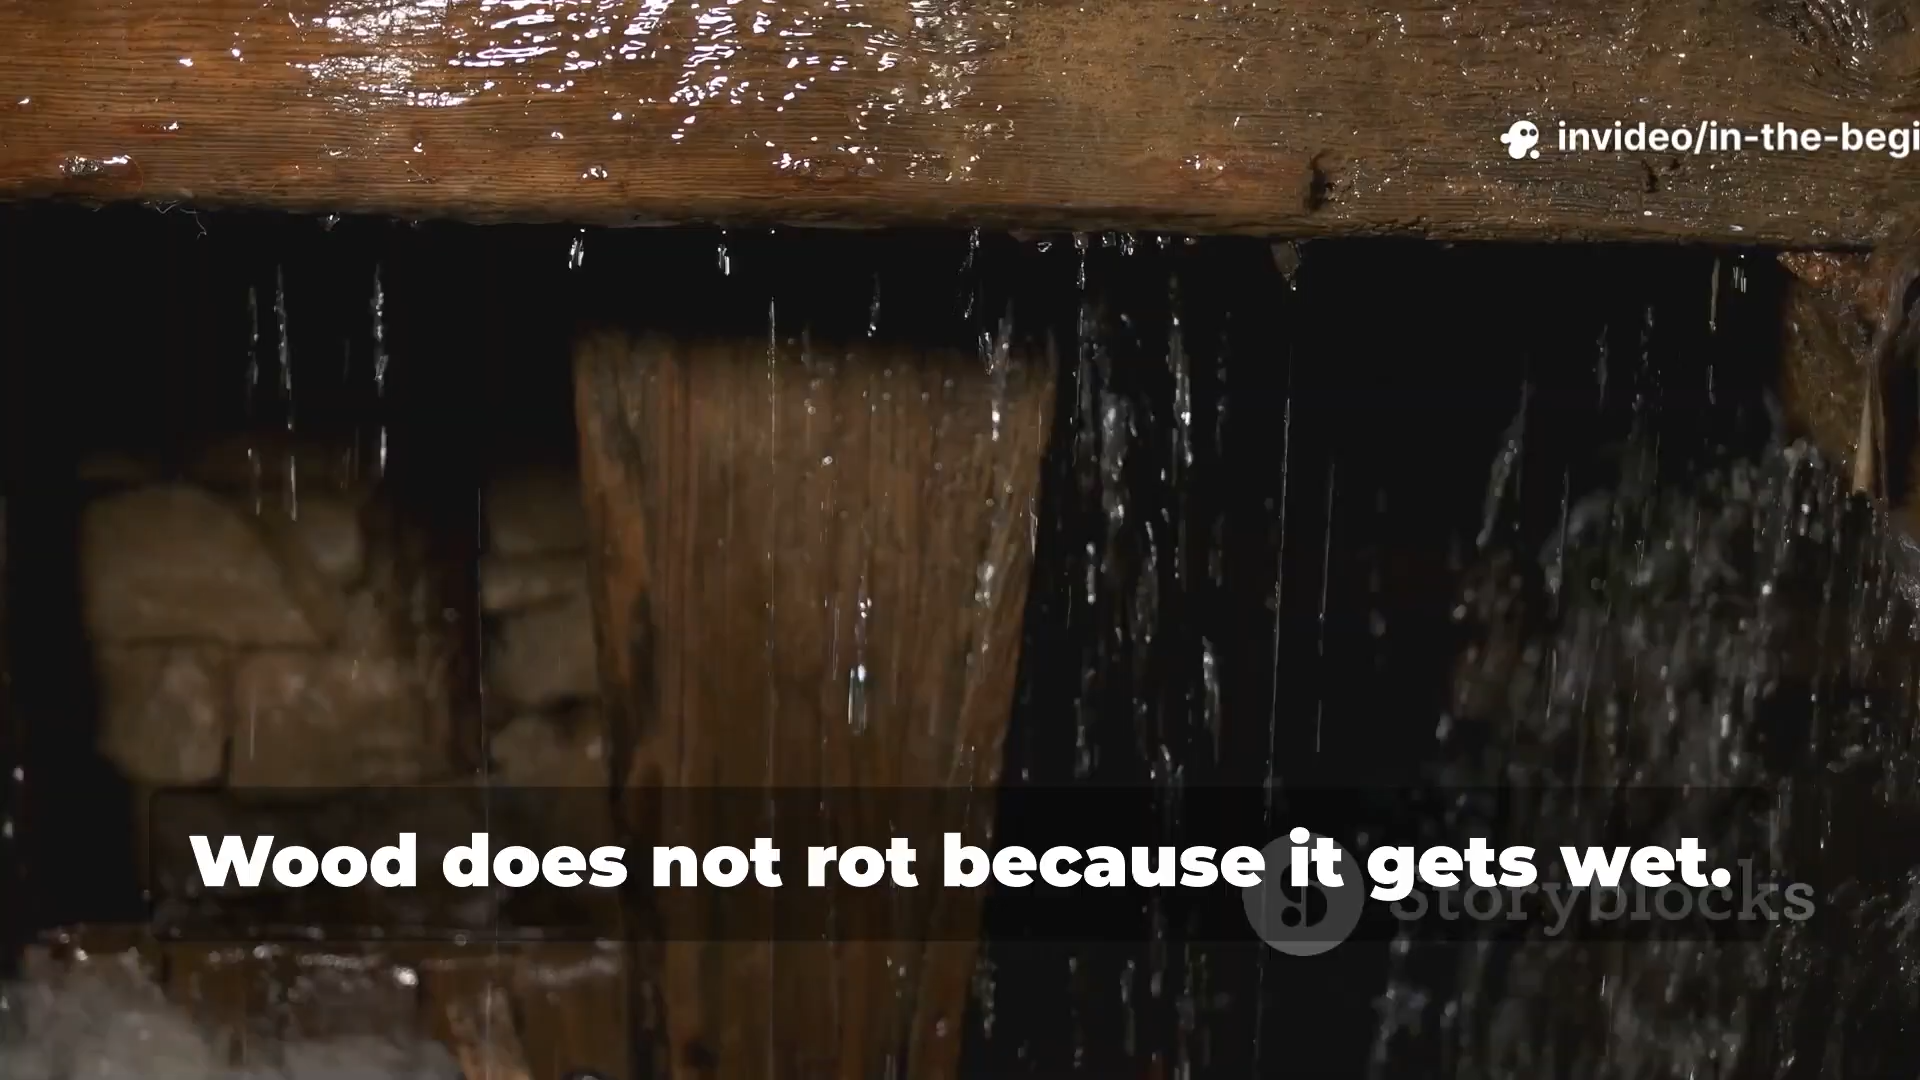 invideo/in-the-begi
Wood does not rot because it gets wet.
Storyblocks